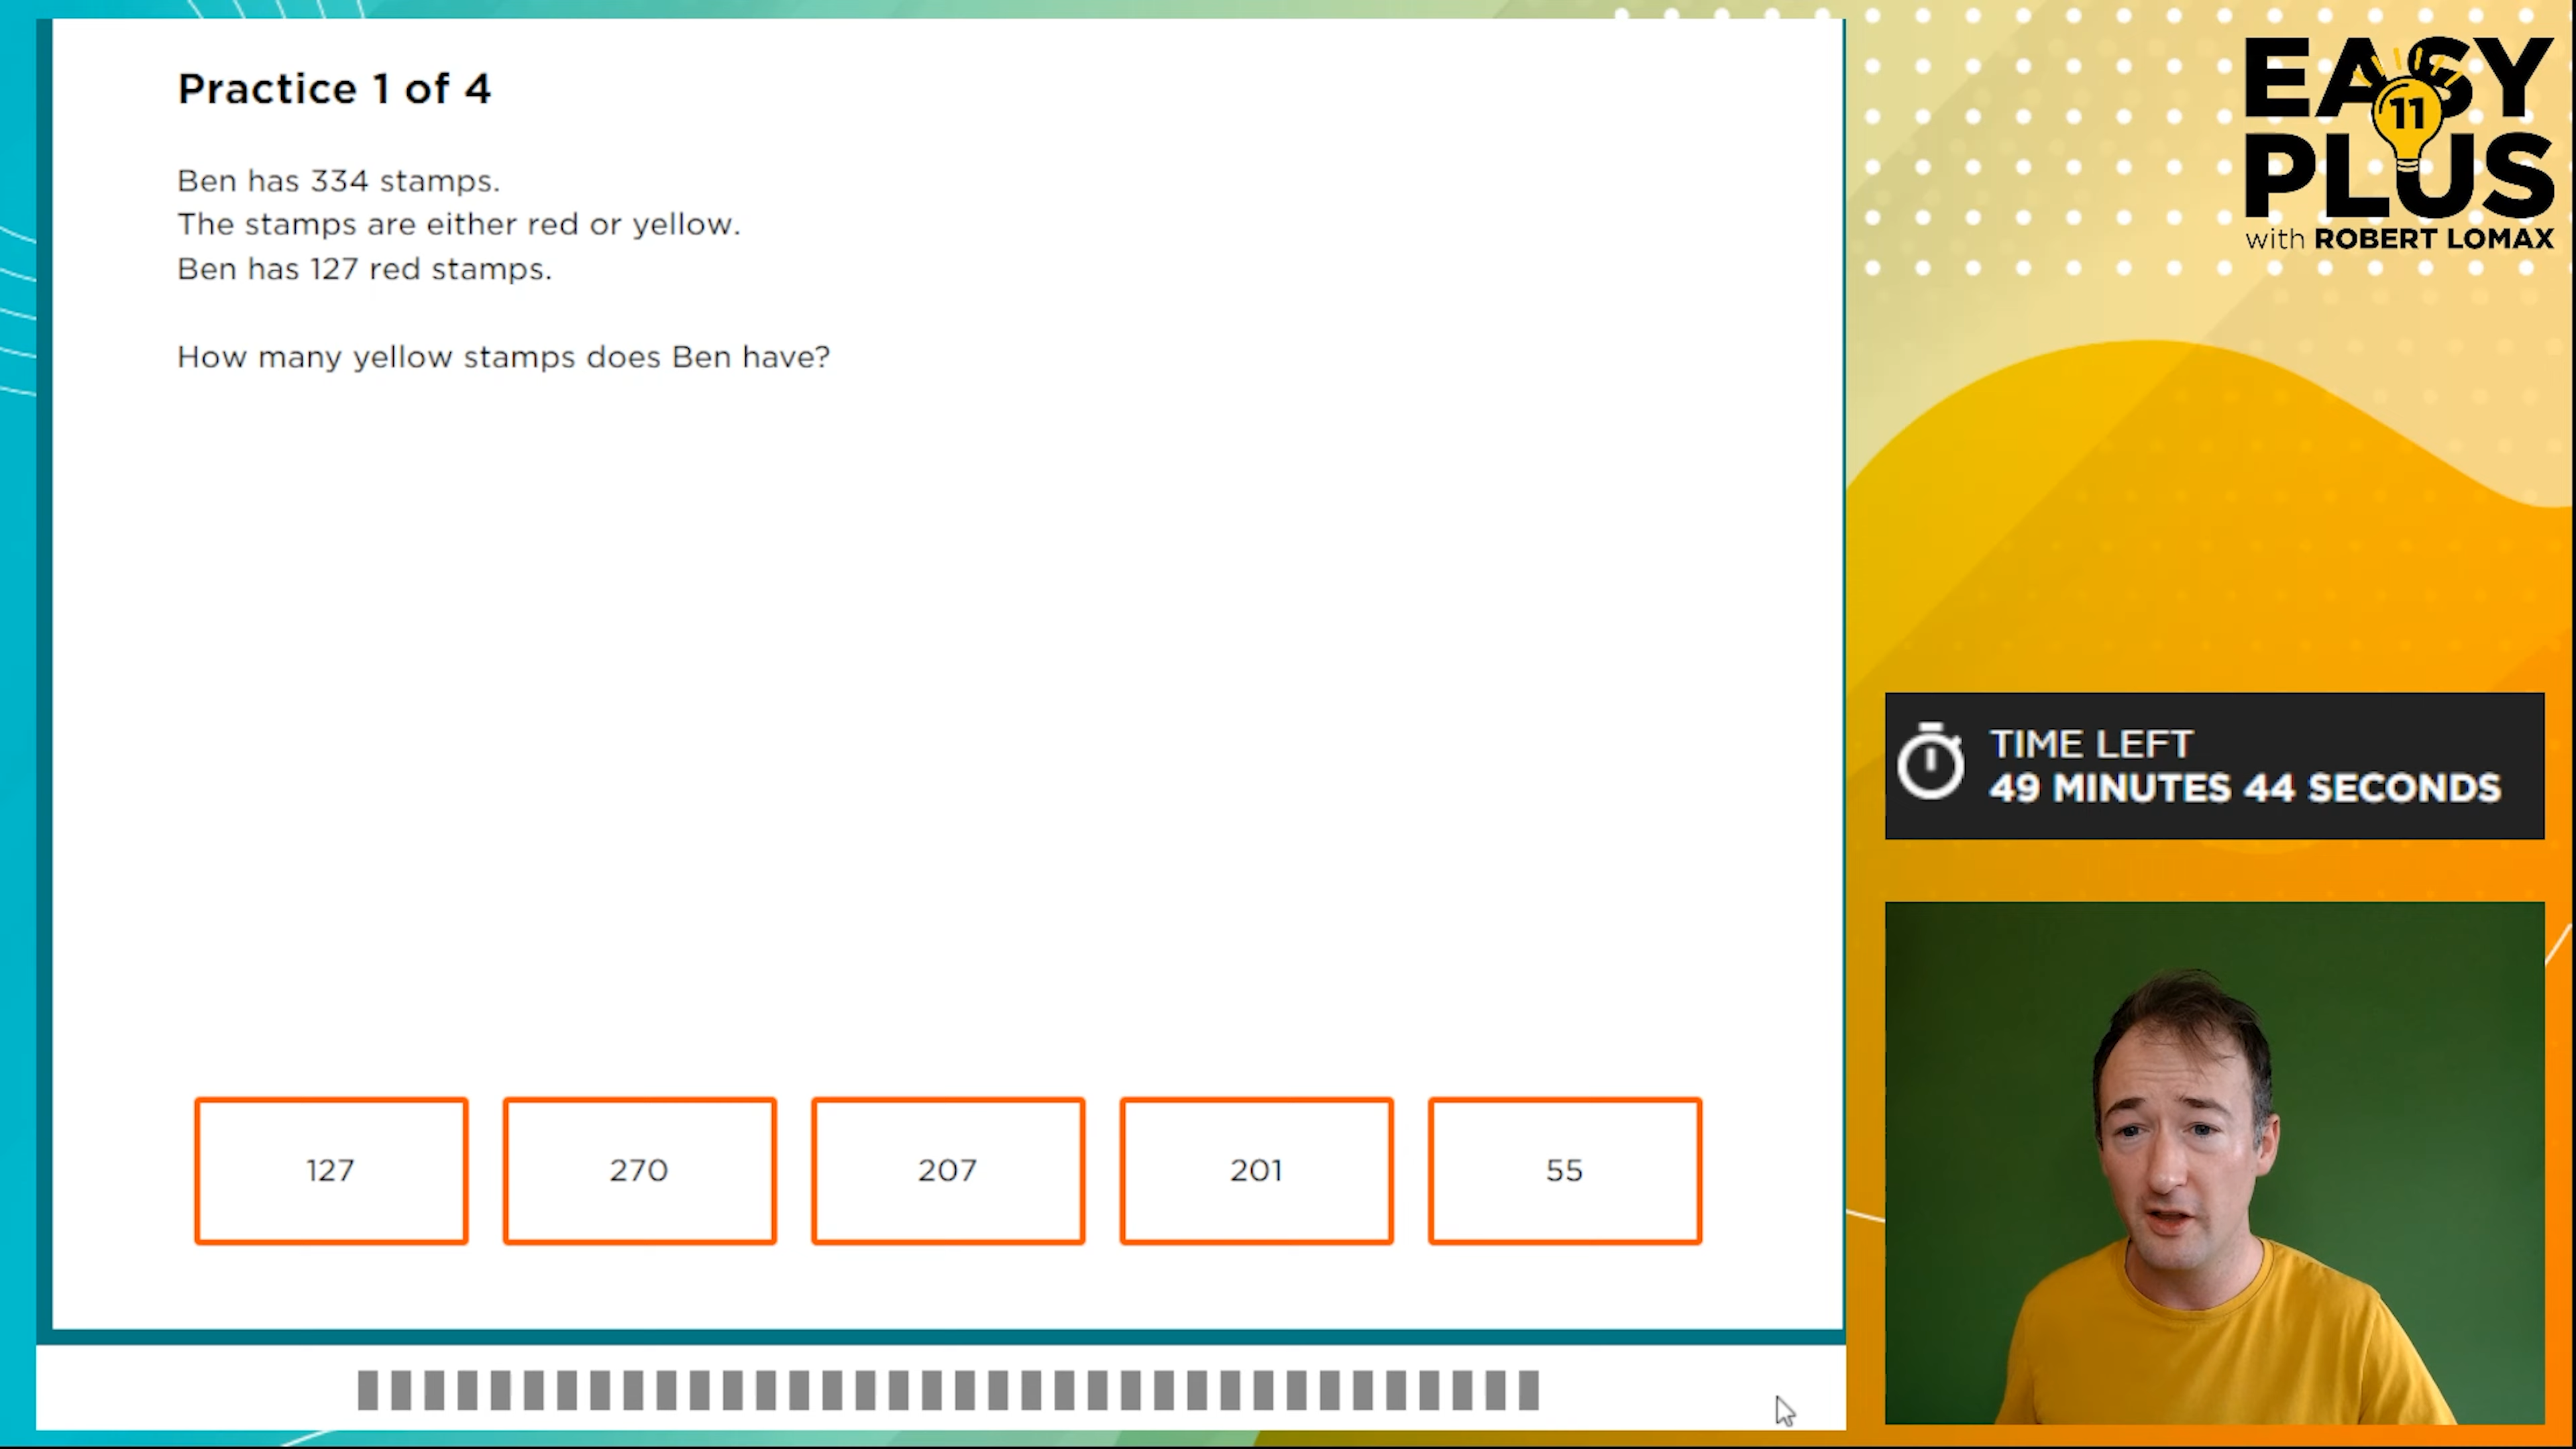 Practice 1 of 4
Ben has 334 stamps.
The stamps are either red or yellow.
Ben has 127 red stamps.
How many yellow stamps does Ben have?
127
270
207
201
55
EASY
11
PLUS
with ROBERT LOMAX
TIME LEFT
49 MINUTES 44 SECONDS